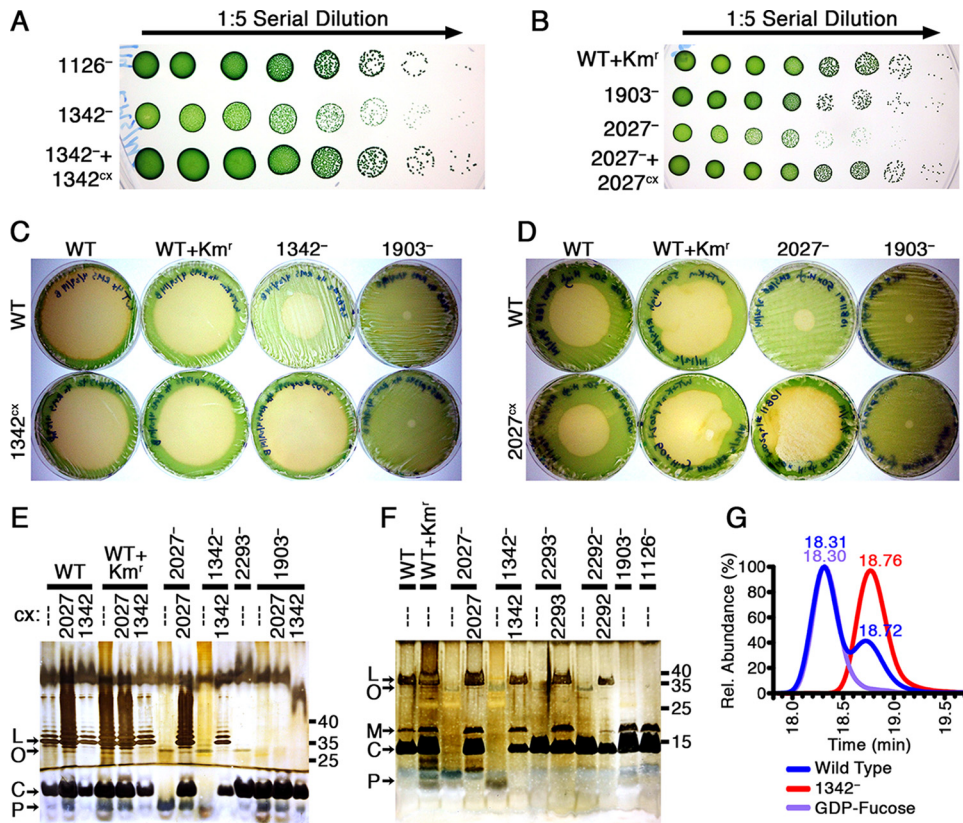 A
1:5 Serial Dilution
1126⁻
1342⁻
1342⁻+
1342ᶜˣ
B
1:5 Serial Dilution
WT+Kmʳ
1903⁻
2027⁻
2027⁻+
2027ᶜˣ
C
WT WT+Kmʳ 1342⁻ 1903⁻
WT
1342ᶜˣ
D
WT WT+Kmʳ 2027⁻ 1903⁻
WT
2027ᶜˣ
E
WT WT+ Kmʳ 2027⁻ 1342⁻ 2293⁻ 1903⁻
cx: --- 2027 1342 --- 2027 1342 --- 2027 --- 1342 --- --- 2027 1342
L
O
C
P
40
35
25
F
WT WT+Kmʳ 2027⁻ 1342⁻ 2293⁻ 2292⁻ 1903⁻ 1126⁻
--- --- --- 2027 --- 1342 --- 2293 --- 2292 --- ---
L
O
M
C
P
40
35
25
15
G
18.31
18.30
18.76
18.72
Rel. Abundance (%)
100
80
60
40
20
0
18.0 18.5 19.0 19.5
Time (min)
Wild Type
1342⁻
GDP-Fucose